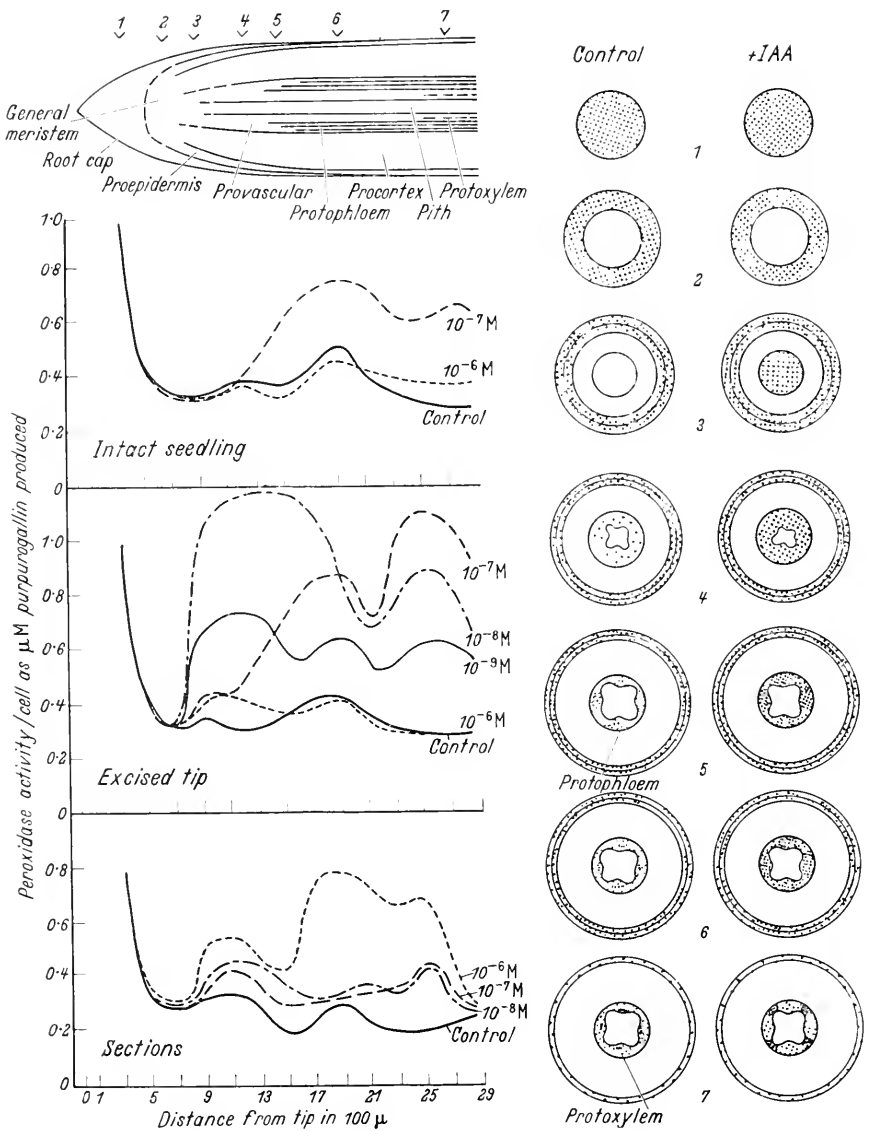 1 2 3 4 5 6 7
General meristem
Root cap
Proepidermis
Provascular
Protophloem
Procortex
Pith
Protoxylem
Peroxidase activity/cell as μM purpurogallin produced
1·0
0·8
0·6
0·4
0·2
0
10⁻⁷M
10⁻⁶M
Control
Intact seedling
1·0
0·8
0·6
0·4
0·2
0
10⁻⁷M
10⁻⁸M
10⁻⁹M
10⁻⁶M
Control
Excised tip
0·8
0·6
0·4
0·2
0
10⁻⁶M
10⁻⁷M
10⁻⁸M
Control
Sections
0 1 5 9 13 17 21 25 29
Distance from tip in 100 μ
Control +IAA
1
2
3
4
5
Protophloem
6
7
Protoxylem